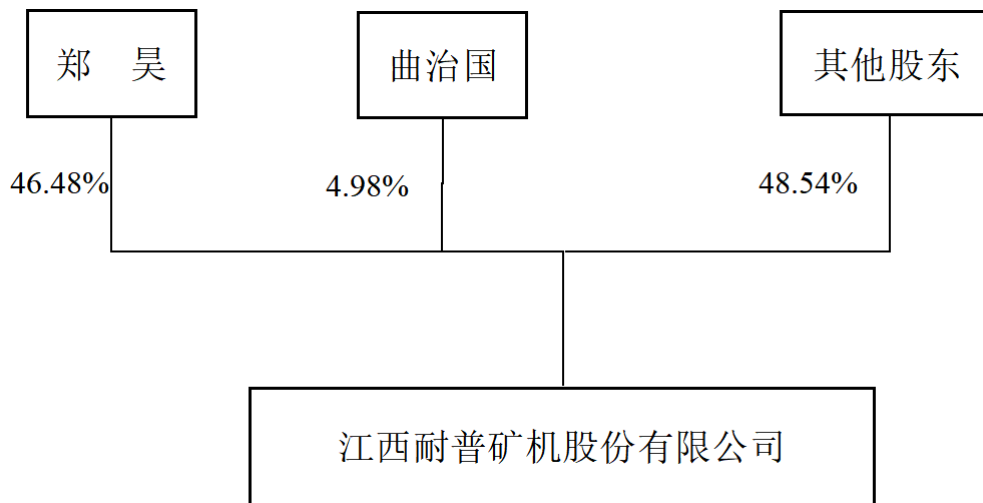 郑　昊
曲治国
其他股东
46.48%
4.98%
48.54%
江西耐普矿机股份有限公司